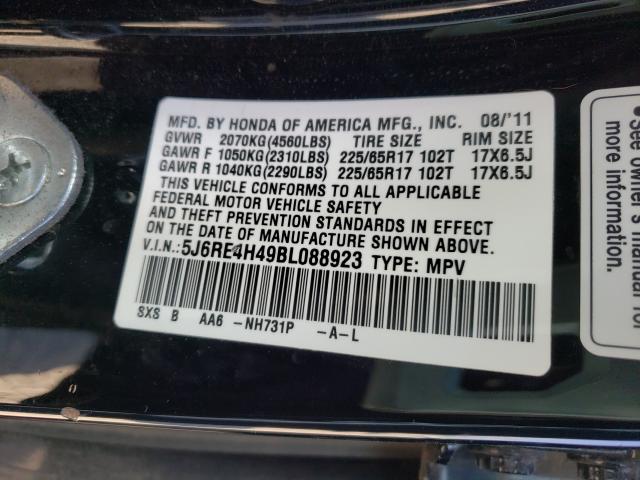 MFD. BY HONDA OF AMERICA MFG., INC. 08/'11
GVWR 2070KG(4560LBS) TIRE SIZE RIM SIZE
GAWR F 1050KG(2310LBS) 225/65R17 102T 17X6.5J
GAWR R 1040KG(2290LBS) 225/65R17 102T 17X6.5J
THIS VEHICLE CONFORMS TO ALL APPLICABLE
FEDERAL MOTOR VEHICLE SAFETY
AND THEFT PREVENTION STANDARDS IN EFFECT
ON THE DATE OF MANUFACTURE SHOWN ABOVE.
V.I.N.: 5J6RE4H49BL088923 TYPE: MPV
SXS B AA6 -NH731P -A-L
See owner's
more information
information.